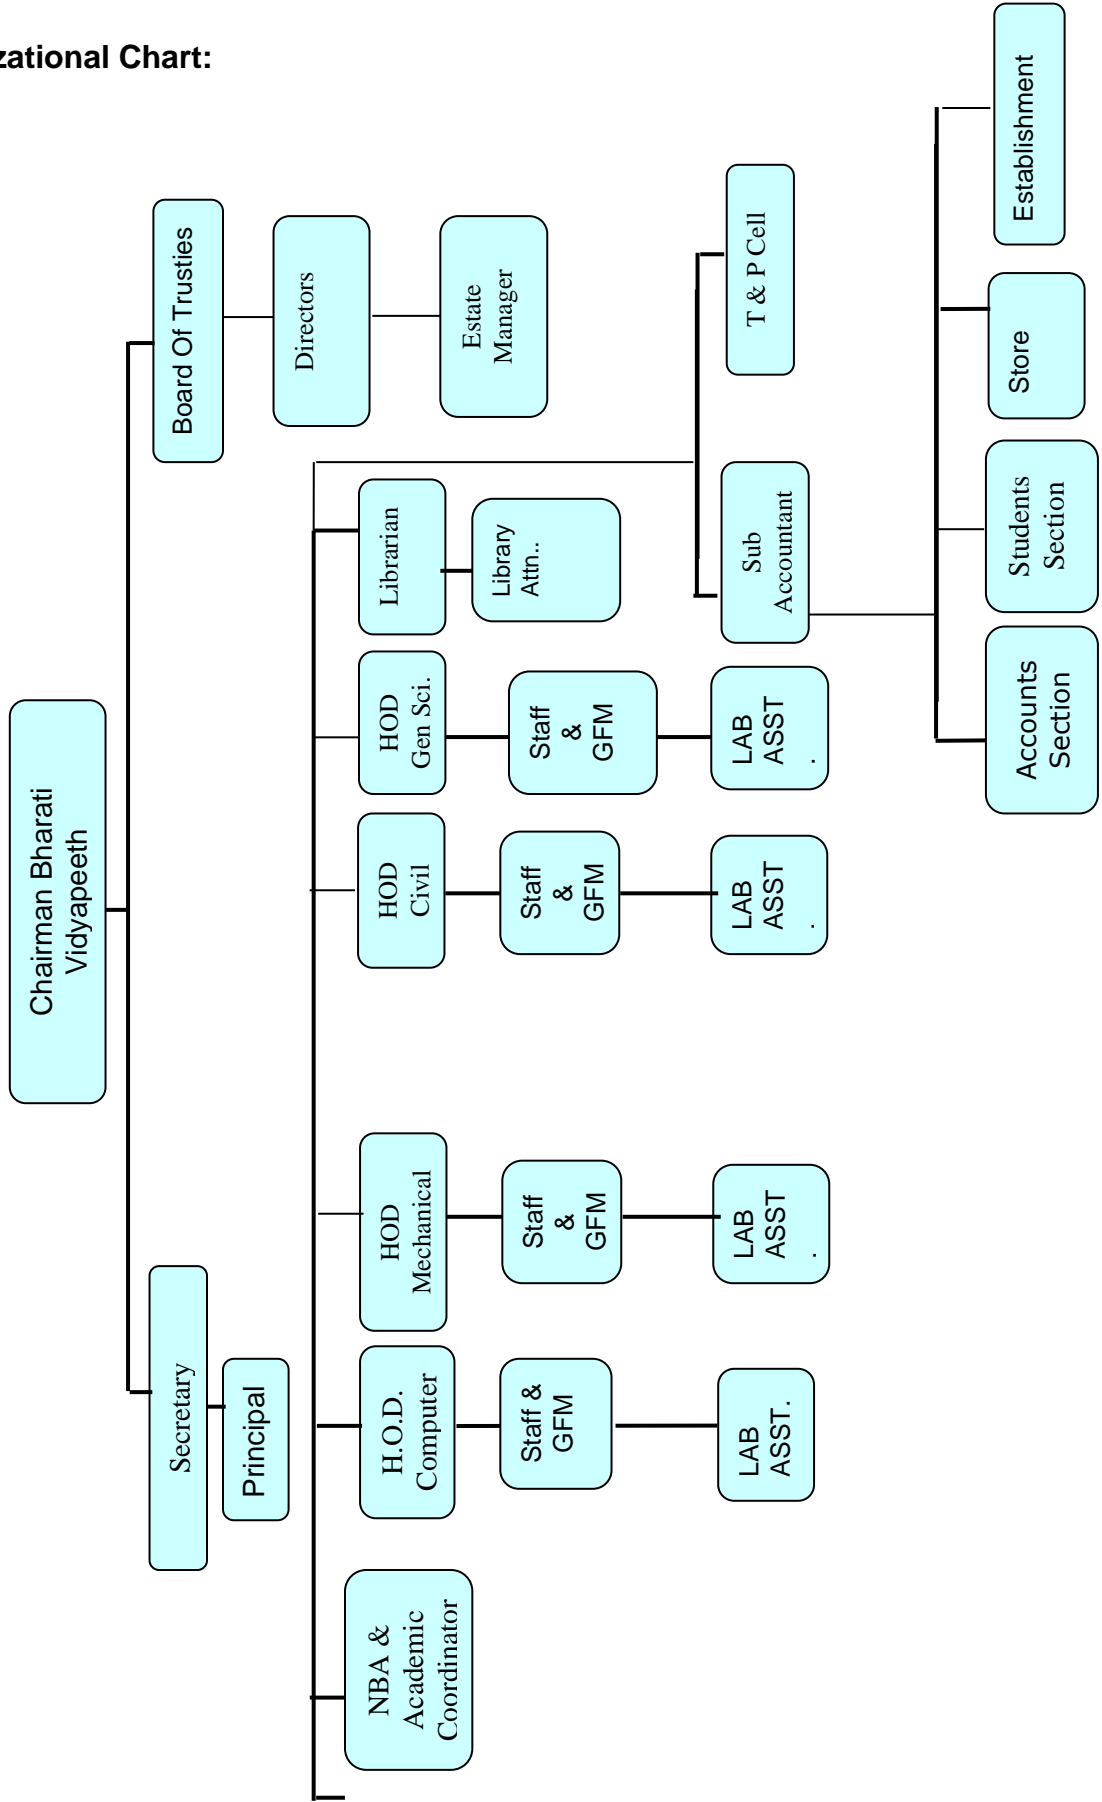 zational Chart:
Chairman Bharati
Vidyapeeth
Secretary
Board Of Trusties
Principal
Directors
Estate
Manager
NBA &
Academic
Coordinator
H.O.D.
Computer
HOD
Mechanical
HOD
Civil
HOD
Gen Sci.
Librarian
Staff &
GFM
Staff
&
GFM
Staff
&
GFM
Staff
&
GFM
Library
Attn..
LAB
ASST.
LAB
ASST
.
LAB
ASST
.
LAB
ASST
.
Sub
Accountant
T & P Cell
Accounts
Section
Students
Section
Store
Establishment